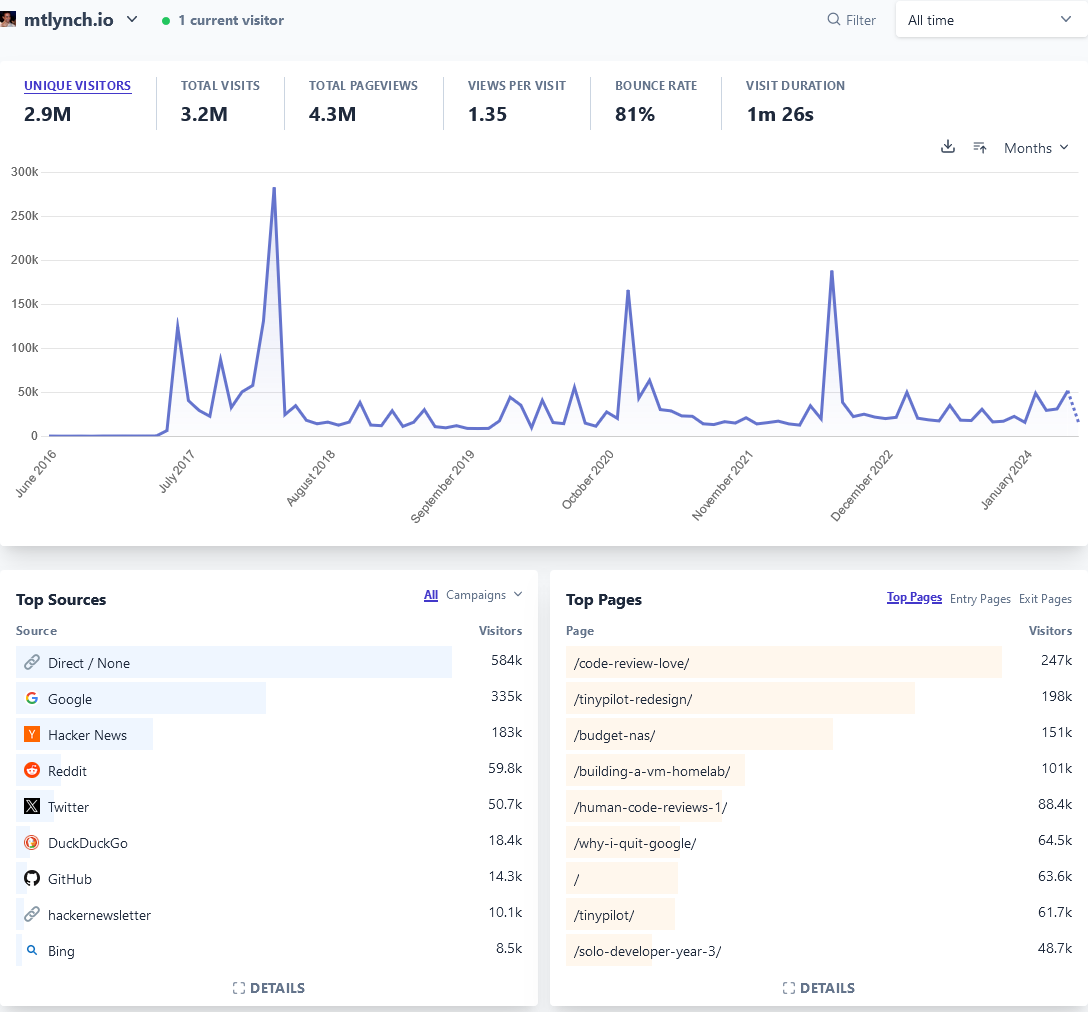 mtlynch.io 1 current visitor Filter All time
UNIQUE VISITORS TOTAL VISITS TOTAL PAGEVIEWS VIEWS PER VISIT BOUNCE RATE VISIT DURATION
2.9M 3.2M 4.3M 1.35 81% 1m 26s
Months
300k
250k
200k
150k
100k
50k
0
June 2016 July 2017 August 2018 September 2019 October 2020 November 2021 December 2022 January 2024
Top Sources All Campaigns
Source Visitors
Direct / None 584k
Google 335k
Hacker News 183k
Reddit 59.8k
Twitter 50.7k
DuckDuckGo 18.4k
GitHub 14.3k
hackernewsletter 10.1k
Bing 8.5k
DETAILS
Top Pages Top Pages Entry Pages Exit Pages
Page Visitors
/code-review-love/ 247k
/tinypilot-redesign/ 198k
/budget-nas/ 151k
/building-a-vm-homelab/ 101k
/human-code-reviews-1/ 88.4k
/why-i-quit-google/ 64.5k
/ 63.6k
/tinypilot/ 61.7k
/solo-developer-year-3/ 48.7k
DETAILS